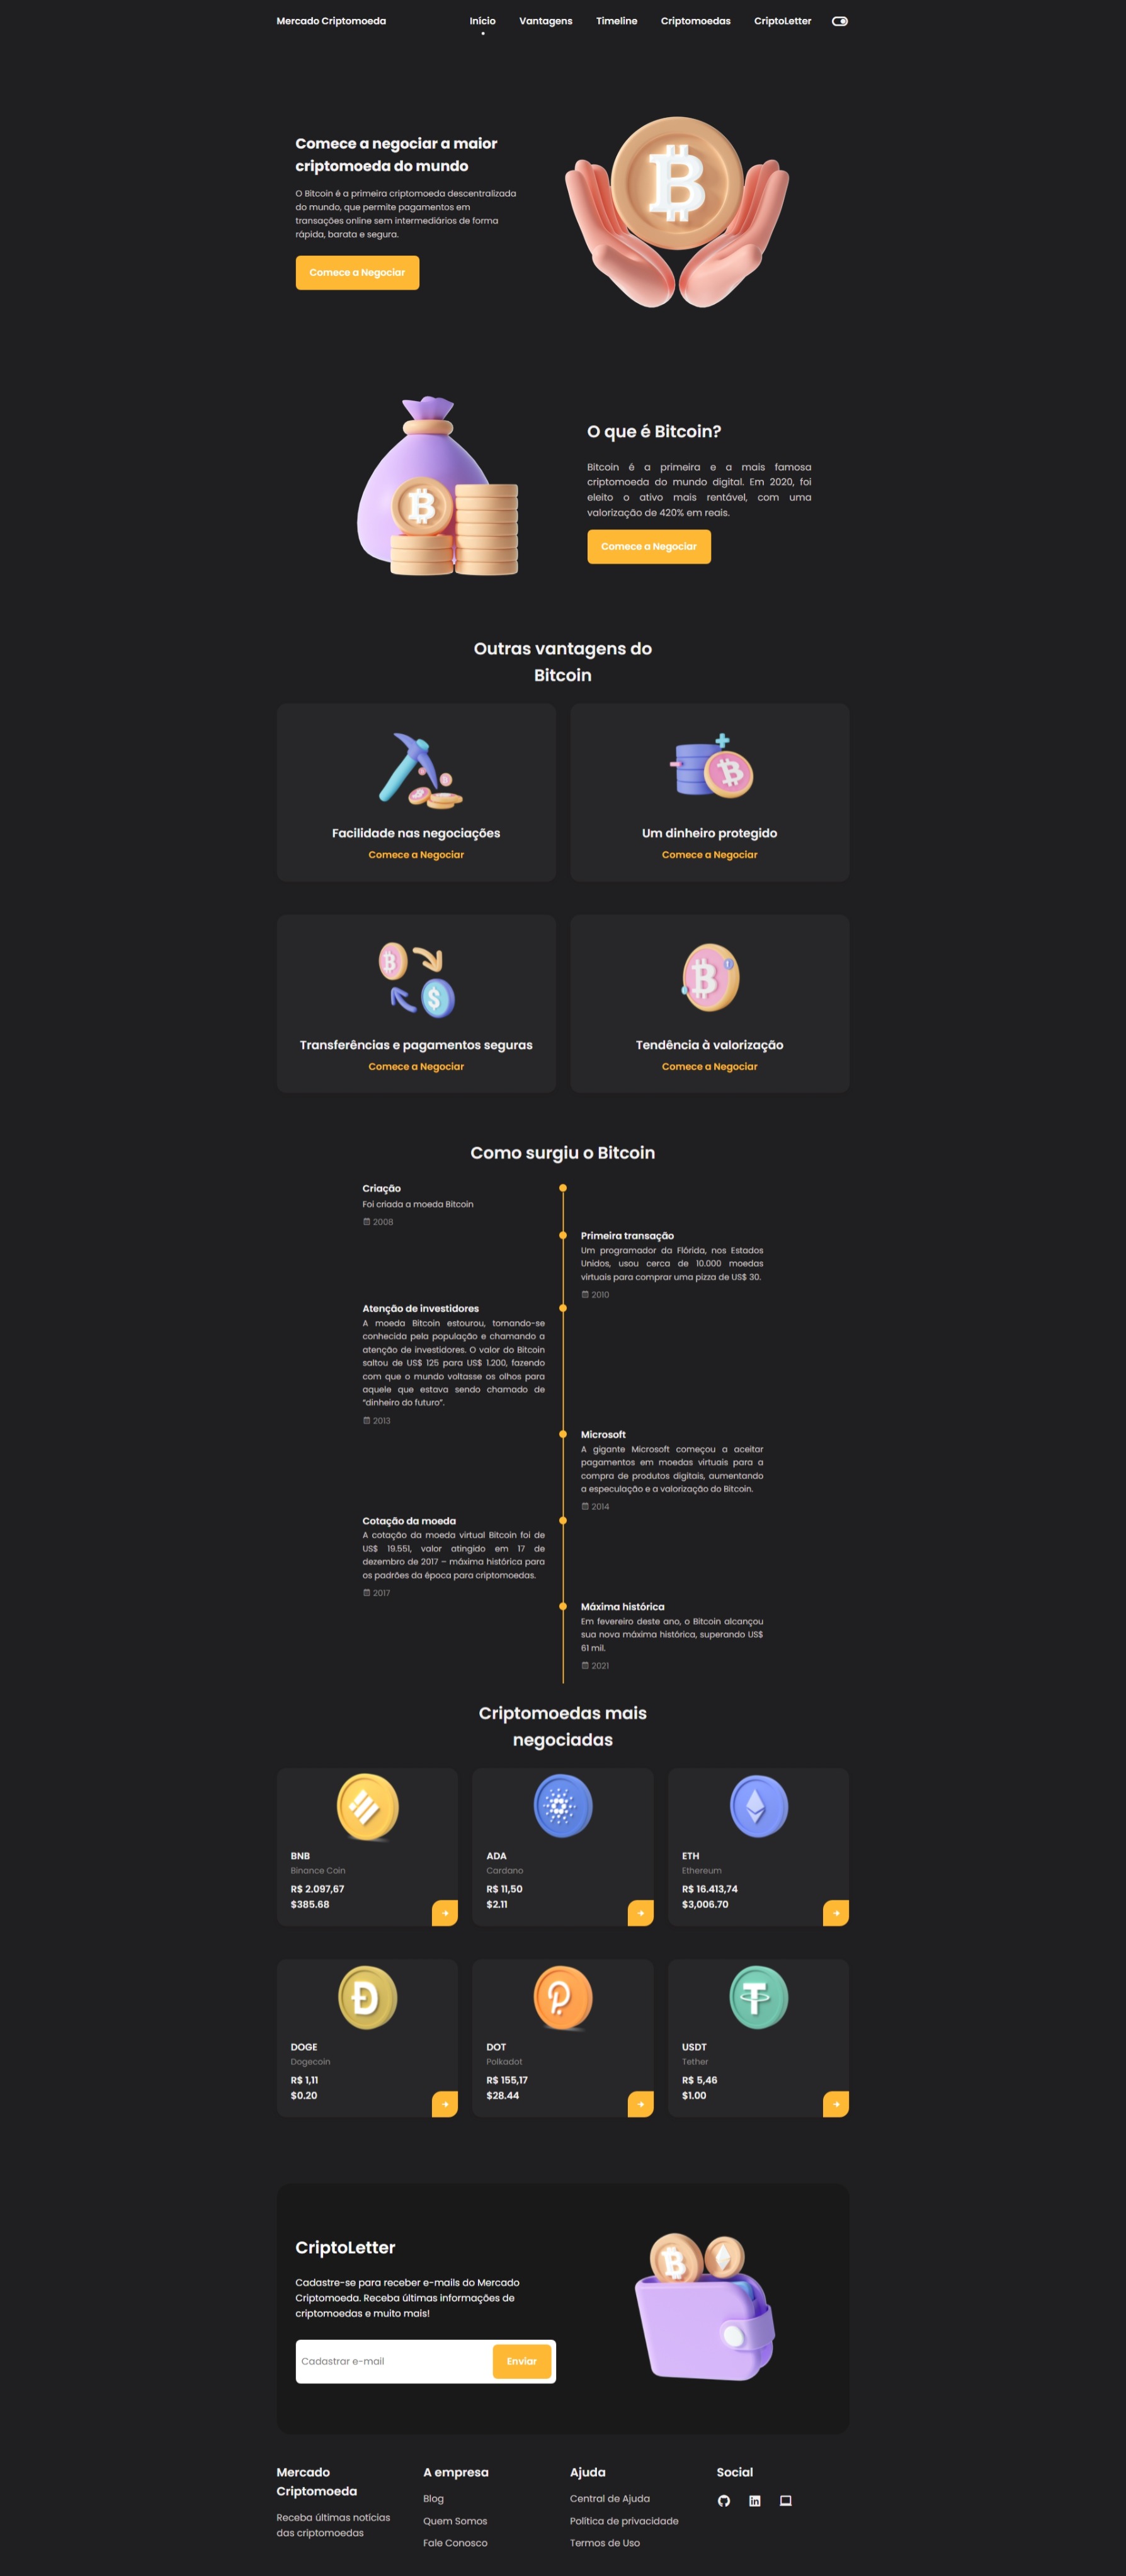 Mercado Criptomoeda
Início
Vantagens
Timeline
Criptomoedas
CriptoLetter
Comece a negociar a maior
criptomoeda do mundo
O Bitcoin é a primeira criptomoeda descentralizada
do mundo, que permite pagamentos em
transações online sem intermediários de forma
rápida, barata e segura.
Comece a Negociar
O que é Bitcoin?
Bitcoin é a primeira e a mais famosa
criptomoeda do mundo digital. Em 2020, foi
eleito o ativo mais rentável, com uma
valorização de 420% em reais.
Comece a Negociar
Outras vantagens do
Bitcoin
Facilidade nas negociações
Comece a Negociar
Um dinheiro protegido
Comece a Negociar
Transferências e pagamentos seguras
Comece a Negociar
Tendência à valorização
Comece a Negociar
Como surgiu o Bitcoin
Criação
Foi criada a moeda Bitcoin
2008
Primeira transação
Um programador da Flórida, nos Estados
Unidos, usou cerca de 10.000 moedas
virtuais para comprar uma pizza de US$ 30.
2010
Atenção de investidores
A moeda Bitcoin estourou, tornando-se
conhecida pela população e chamando a
atenção de investidores. O valor do Bitcoin
saltou de US$ 125 para US$ 1.200, fazendo
com que o mundo voltasse os olhos para
aquele que estava sendo chamado de
“dinheiro do futuro”.
2013
Microsoft
A gigante Microsoft começou a aceitar
pagamentos em moedas virtuais para a
compra de produtos digitais, aumentando
a especulação e a valorização do Bitcoin.
2014
Cotação da moeda
A cotação da moeda virtual Bitcoin foi de
US$ 19.551, valor atingido em 17 de
dezembro de 2017 – máxima histórica para
os padrões da época para criptomoedas.
2017
Máxima histórica
Em fevereiro deste ano, o Bitcoin alcançou
sua nova máxima histórica, superando US$
61 mil.
2021
Criptomoedas mais
negociadas
BNB
Binance Coin
R$ 2.097,67
$385.68
ADA
Cardano
R$ 11,50
$2.11
ETH
Ethereum
R$ 16.413,74
$3,006.70
DOGE
Dogecoin
R$ 1,11
$0.20
DOT
Polkadot
R$ 155,17
$28.44
USDT
Tether
R$ 5,46
$1.00
CriptoLetter
Cadastre-se para receber e-mails do Mercado
Criptomoeda. Receba últimas informações de
criptomoedas e muito mais!
Cadastrar e-mail
Enviar
Mercado
Criptomoeda
Receba últimas notícias
das criptomoedas
A empresa
Blog
Quem Somos
Fale Conosco
Ajuda
Central de Ajuda
Política de privacidade
Termos de Uso
Social